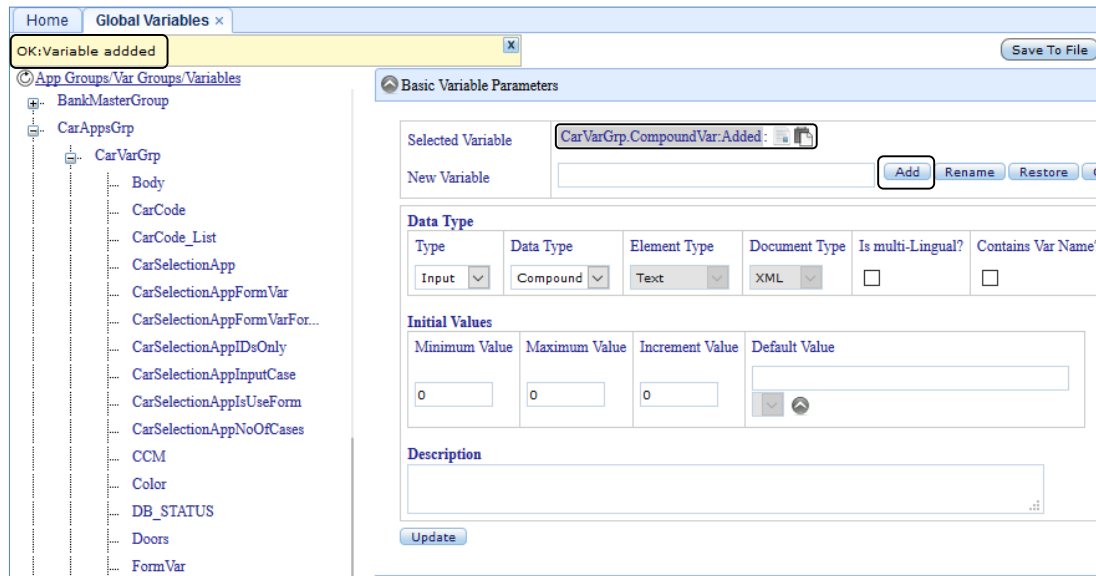 Home
Global Variables ×
OK:Variable addded
X
Save To File
App Groups/Var Groups/Variables
BankMasterGroup
CarAppsGrp
CarVarGrp
Body
CarCode
CarCode_List
CarSelectionApp
CarSelectionAppFormVar
CarSelectionAppFormVarFor...
CarSelectionAppIDsOnly
CarSelectionAppInputCase
CarSelectionAppIsUseForm
CarSelectionAppNoOfCases
CCM
Color
DB_STATUS
Doors
FormVar
Basic Variable Parameters
Selected Variable CarVarGrp.CompoundVar:Added :
New Variable Add Rename Restore
Data Type
Type Data Type Element Type Document Type Is multi-Lingual? Contains Var Name?
Input Compound Text XML
Initial Values
Minimum Value Maximum Value Increment Value Default Value
0 0 0
Description
Update